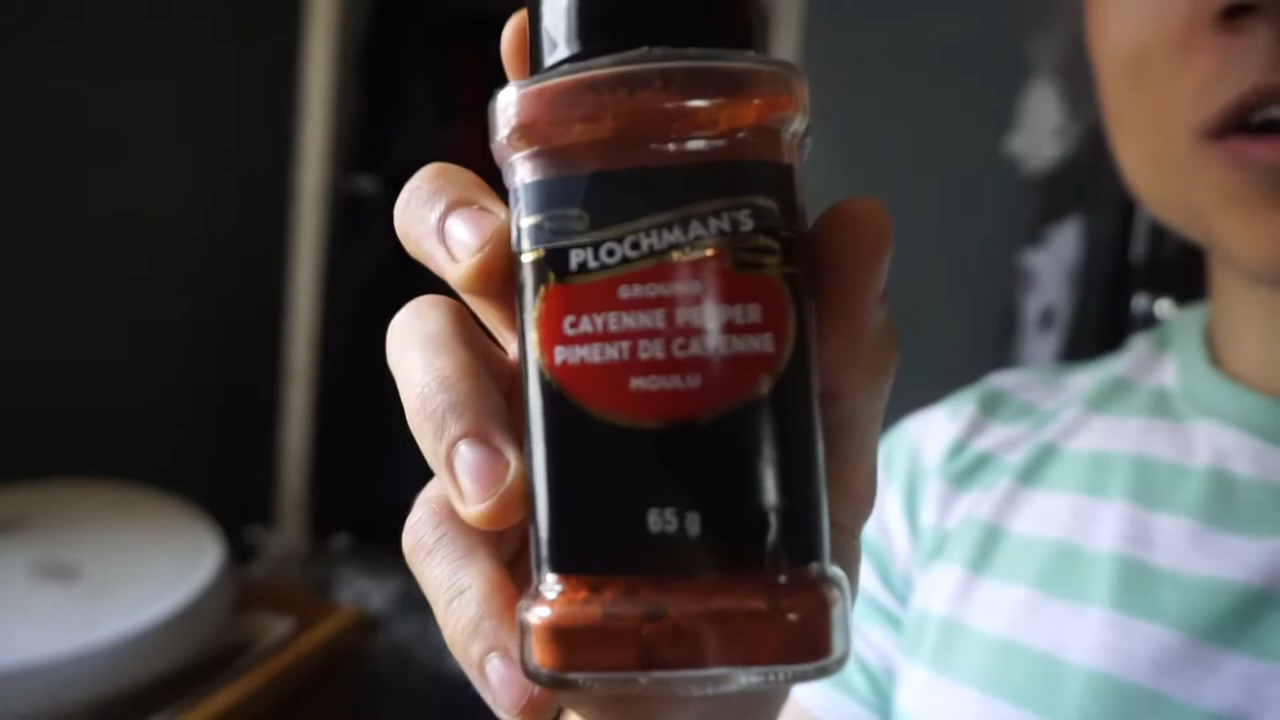 PLOCHMAN'S
GROUND
CAYENNE PEPPER
PIMENT DE CAYENNE
MOULU
65 g